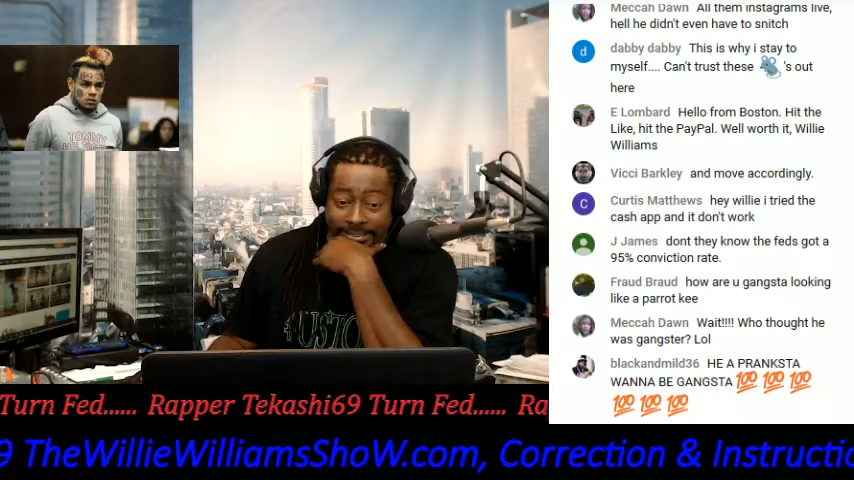 Meccah Dawn All them instagrams live,
hell he didn't even have to snitch
d dabby dabby This is why i stay to
myself.... Can't trust these 's out
here
E Lombard Hello from Boston. Hit the
Like, hit the PayPal. Well worth it, Willie
Williams
Vicci Barkley and move accordingly.
C Curtis Matthews hey willie i tried the
cash app and it don't work
J James dont they know the feds got a
95% conviction rate.
Fraud Braud how are u gangsta looking
like a parrot kee
Meccah Dawn Wait!!!! Who thought he
was gangster? Lol
blackandmild36 HE A PRANKSTA
WANNA BE GANGSTA 💯 💯 💯
💯 💯 💯
TOMMY
Turn Fed...... Rapper Tekashi69 Turn Fed...... Ra
9 TheWillieWilliamsShoW.com, Correction & Instructio